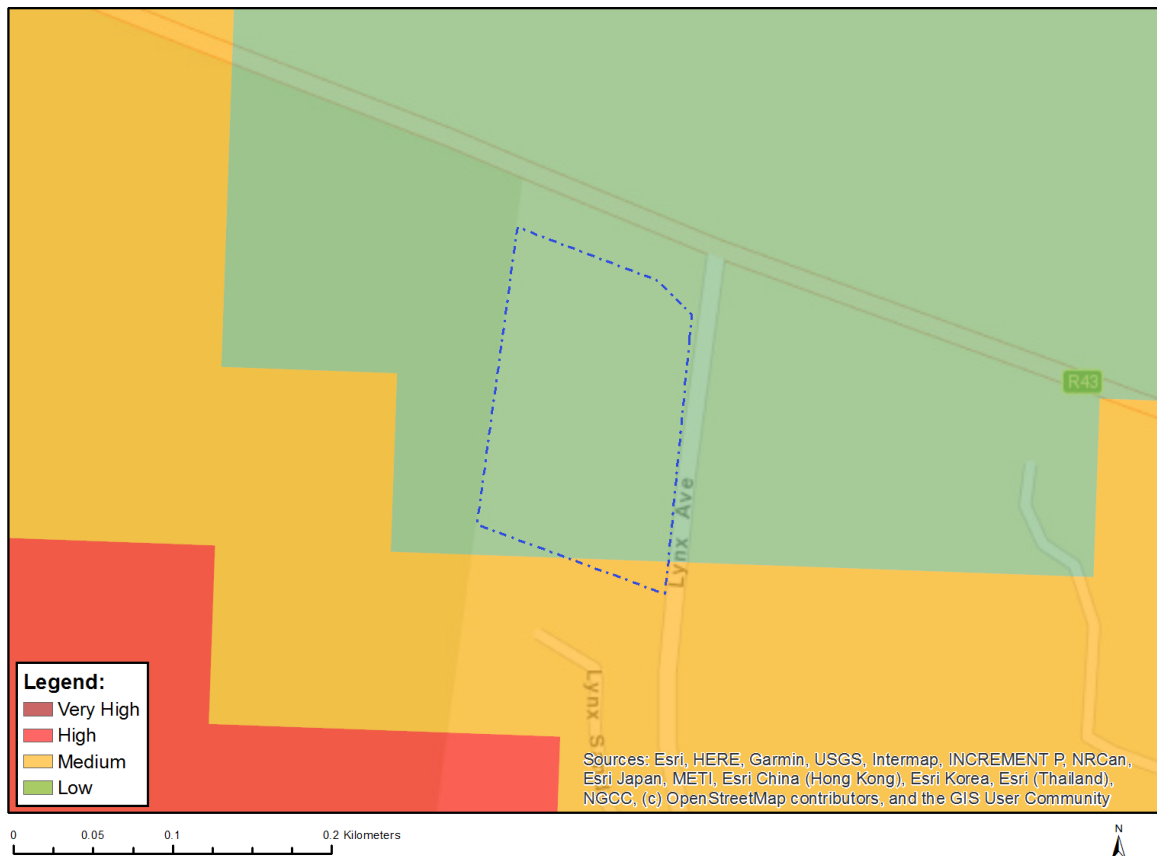 R43
Lynx Ave
Lynx S
Legend:
Very High
High
Medium
Low
Sources: Esri, HERE, Garmin, USGS, Intermap, INCREMENT P, NRCan,
Esri Japan, METI, Esri China (Hong Kong), Esri Korea, Esri (Thailand),
NGCC, (c) OpenStreetMap contributors, and the GIS User Community
0 0.05 0.1 0.2 Kilometers
N